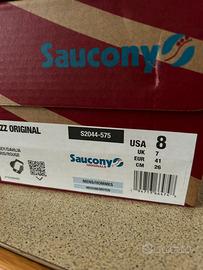 Saucony
ZZ ORIGINAL
S2044-575
USA 8
UK 7
EUR 41
CM 26
Saucony
MENS/HOMMES